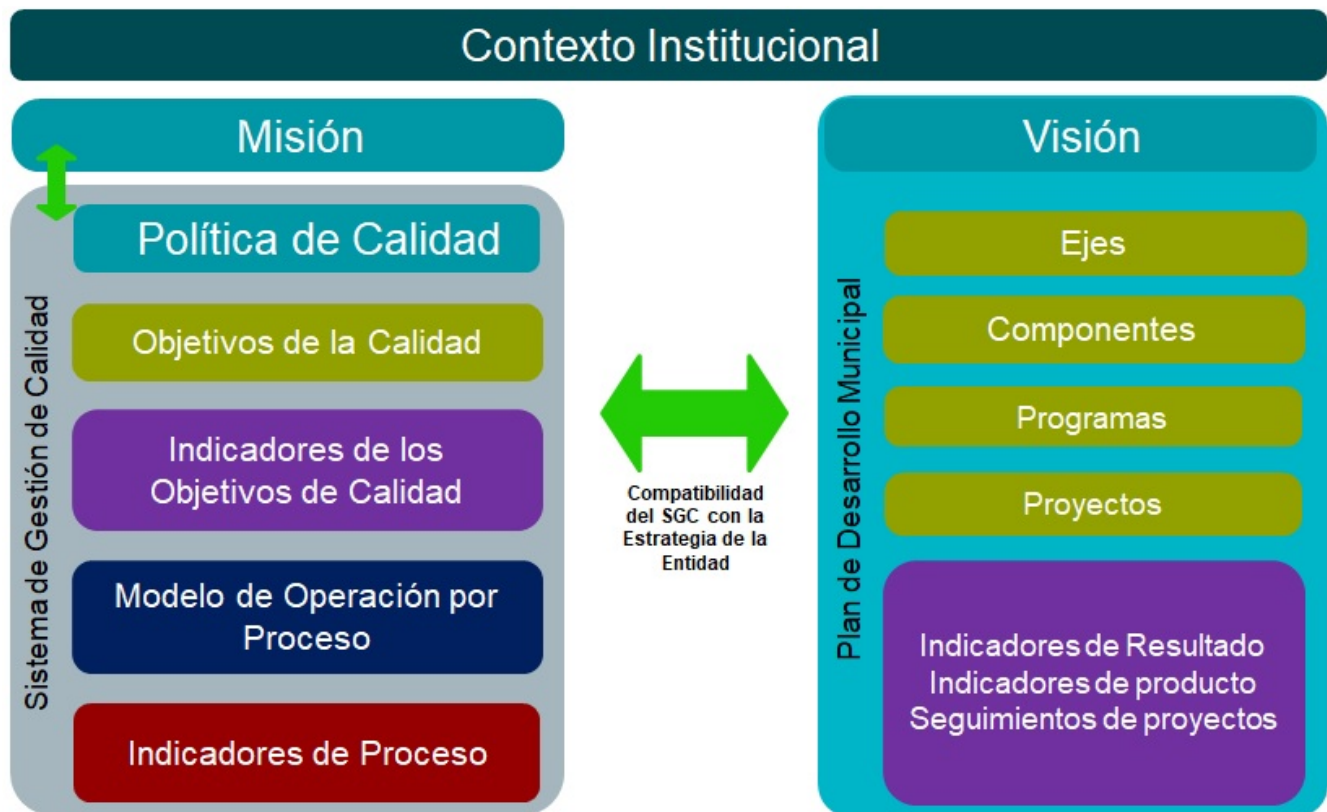 Contexto Institucional
Misión
Sistema de Gestión de Calidad
Política de Calidad
Objetivos de la Calidad
Indicadores de los
Objetivos de Calidad
Modelo de Operación por
Proceso
Indicadores de Proceso
Compatibilidad
del SGC con la
Estrategia de la
Entidad
Visión
Plan de Desarrollo Municipal
Ejes
Componentes
Programas
Proyectos
Indicadores de Resultado
Indicadores de producto
Seguimientos de proyectos